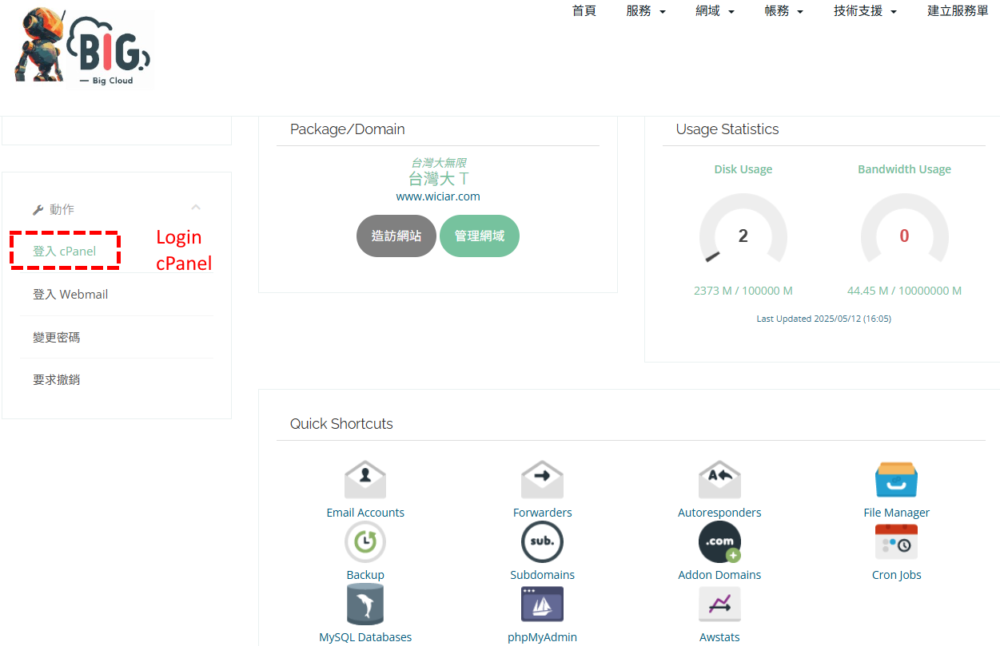 首頁
服務
網域
帳務
技術支援
建立服務單
BIG.
— Big Cloud
動作
登入 cPanel
Login
cPanel
登入 Webmail
變更密碼
要求撤銷
Package/Domain
台灣大無限
台灣大 T
www.wiciar.com
造訪網站
管理網域
Usage Statistics
Disk Usage
Bandwidth Usage
2
0
2373 M / 100000 M
44.45 M / 10000000 M
Last Updated 2025/05/12 (16:05)
Quick Shortcuts
A
Email Accounts
Forwarders
Autoresponders
File Manager
sub.
.com
Backup
Subdomains
Addon Domains
Cron Jobs
MySQL Databases
phpMyAdmin
Awstats